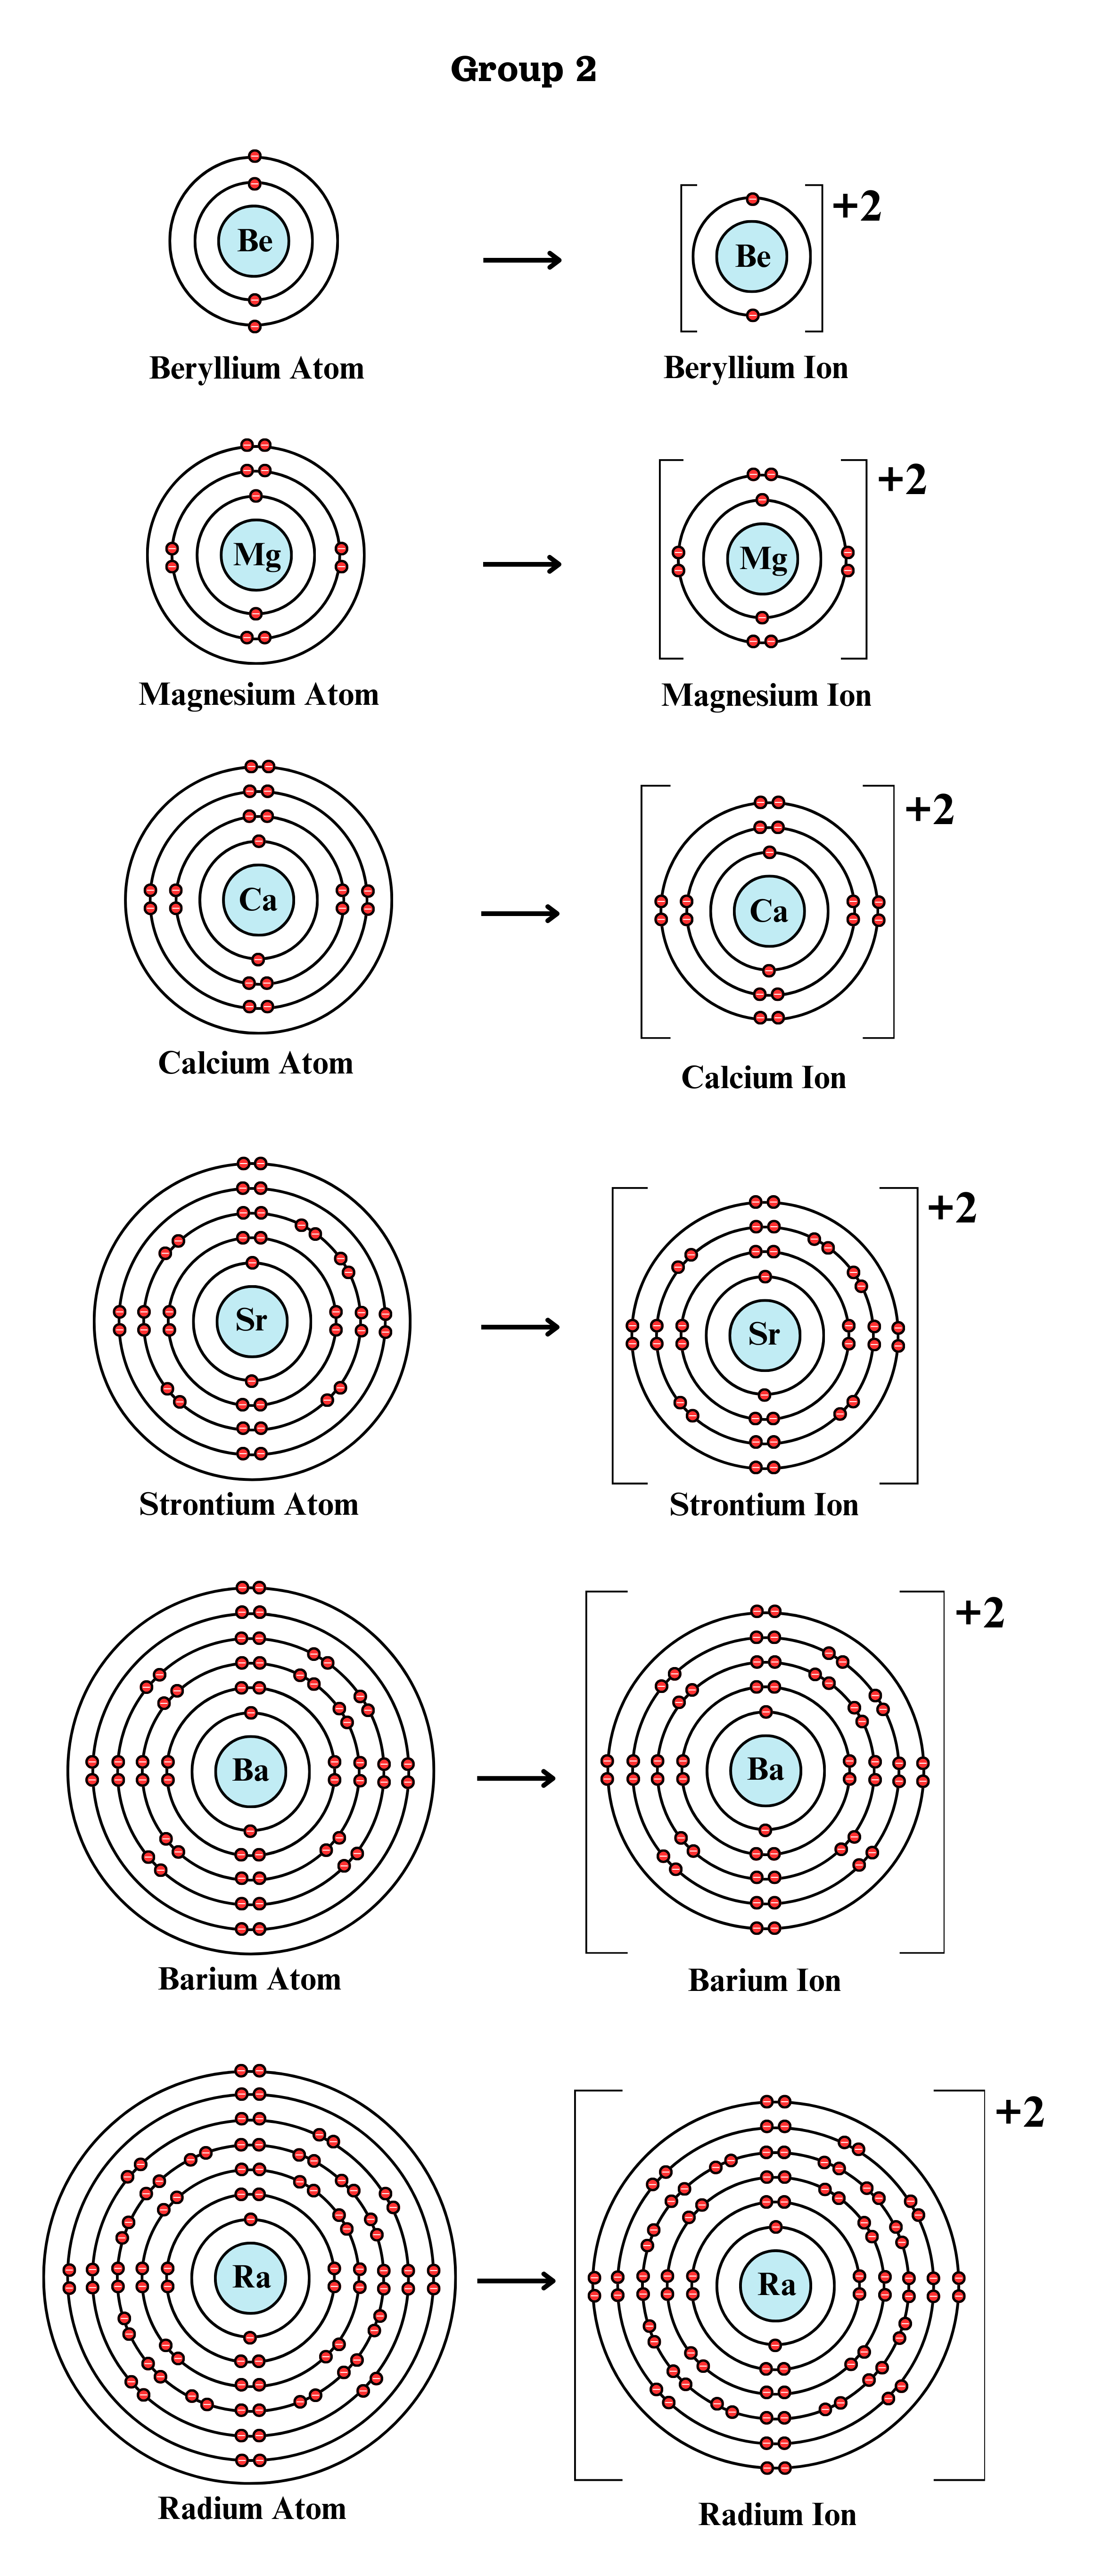 Group 2
Be
Be
+2
Beryllium Atom
Beryllium Ion
Mg
Mg
+2
Magnesium Atom
Magnesium Ion
Ca
Ca
+2
Calcium Atom
Calcium Ion
Sr
Sr
+2
Strontium Atom
Strontium Ion
Ba
Ba
+2
Barium Atom
Barium Ion
Ra
Ra
+2
Radium Atom
Radium Ion